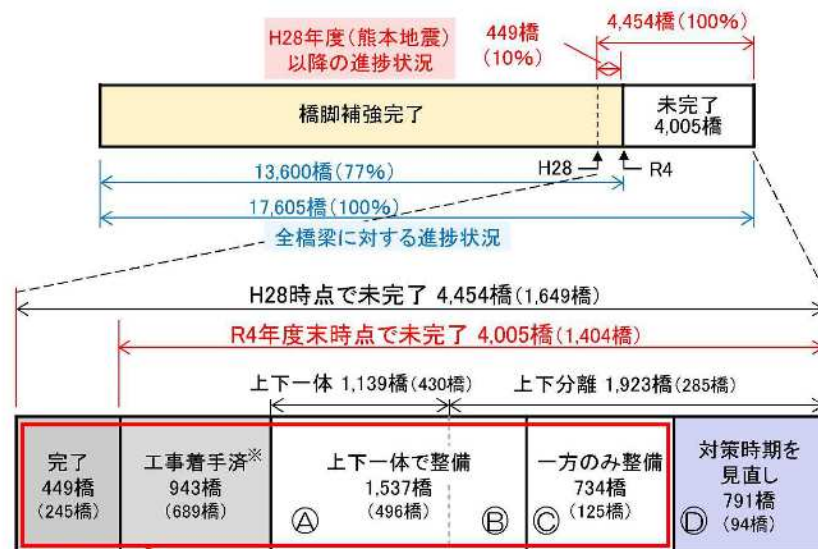 H28年度(熊本地震)
以降の進捗状況
449橋
(10%)
4,454橋(100%)
橋脚補強完了
未完了
4,005橋
H28
R4
13,600橋(77%)
17,605橋(100%)
全橋梁に対する進捗状況
H28時点で未完了 4,454橋(1,649橋)
R4年度末時点で未完了 4,005橋(1,404橋)
上下一体 1,139橋(430橋)
上下分離 1,923橋(285橋)
完了
449橋
(245橋)
工事着手済※
943橋
(689橋)
上下一体で整備
1,537橋
(496橋)
Ⓐ
Ⓑ
一方のみ整備
734橋
(125橋)
Ⓒ
対策時期を
見直し
791橋
(94橋)
Ⓓ